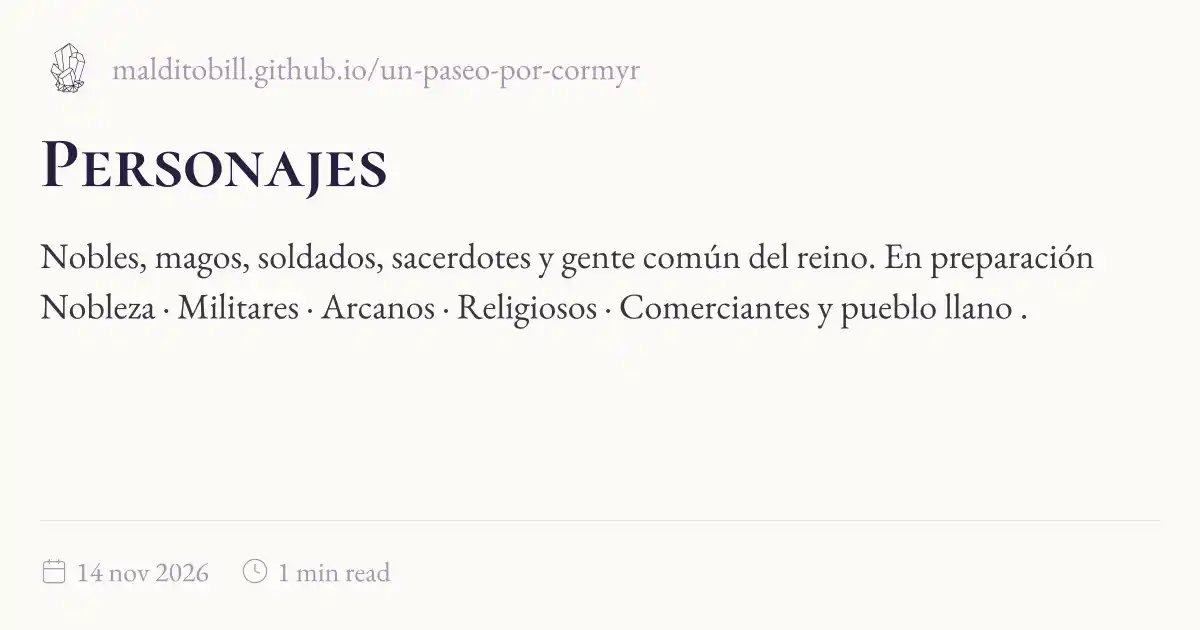 malditobill.github.io/un-paseo-por-cormyr
Personajes
Nobles, magos, soldados, sacerdotes y gente común del reino. En preparación
Nobleza · Militares · Arcanos · Religiosos · Comerciantes y pueblo llano .
14 nov 2026 1 min read